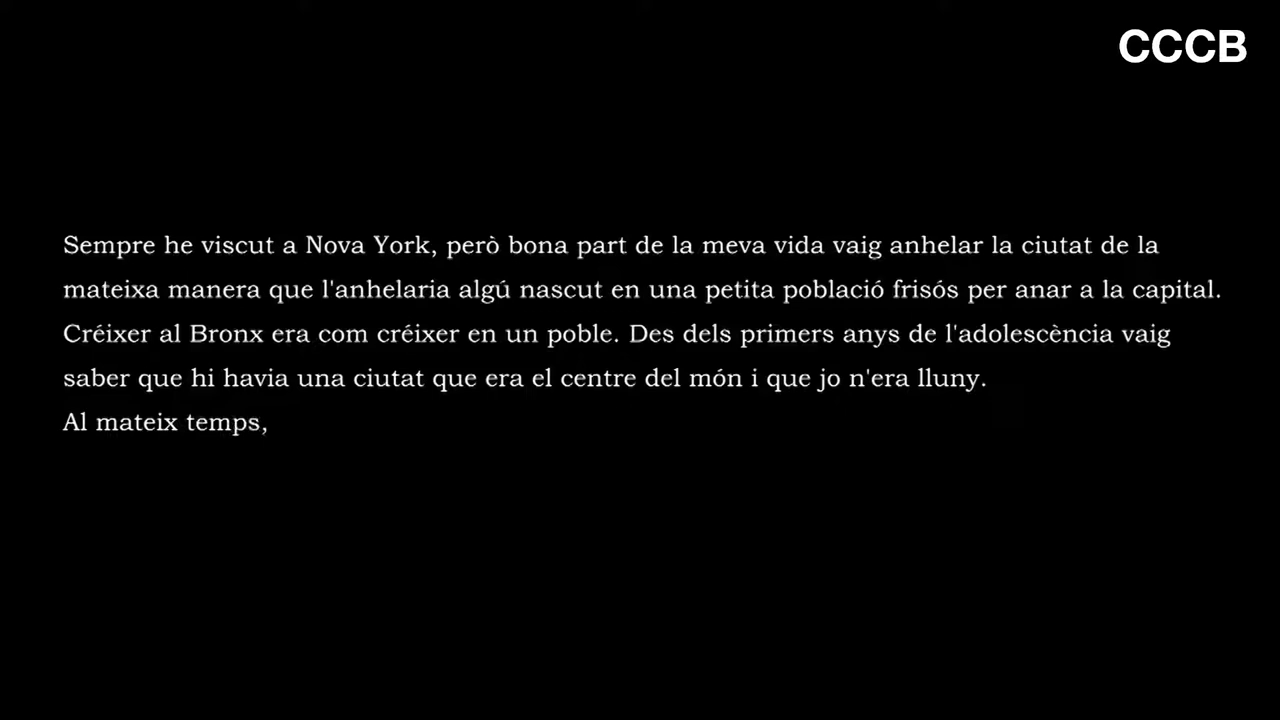 CCCB
Sempre he viscut a Nova York, però bona part de la meva vida vaig anhelar la ciutat de la
mateixa manera que l'anhelaria algú nascut en una petita població frisós per anar a la capital.
Créixer al Bronx era com créixer en un poble. Des dels primers anys de l'adolescència vaig
saber que hi havia una ciutat que era el centre del món i que jo n'era lluny.
Al mateix temps,